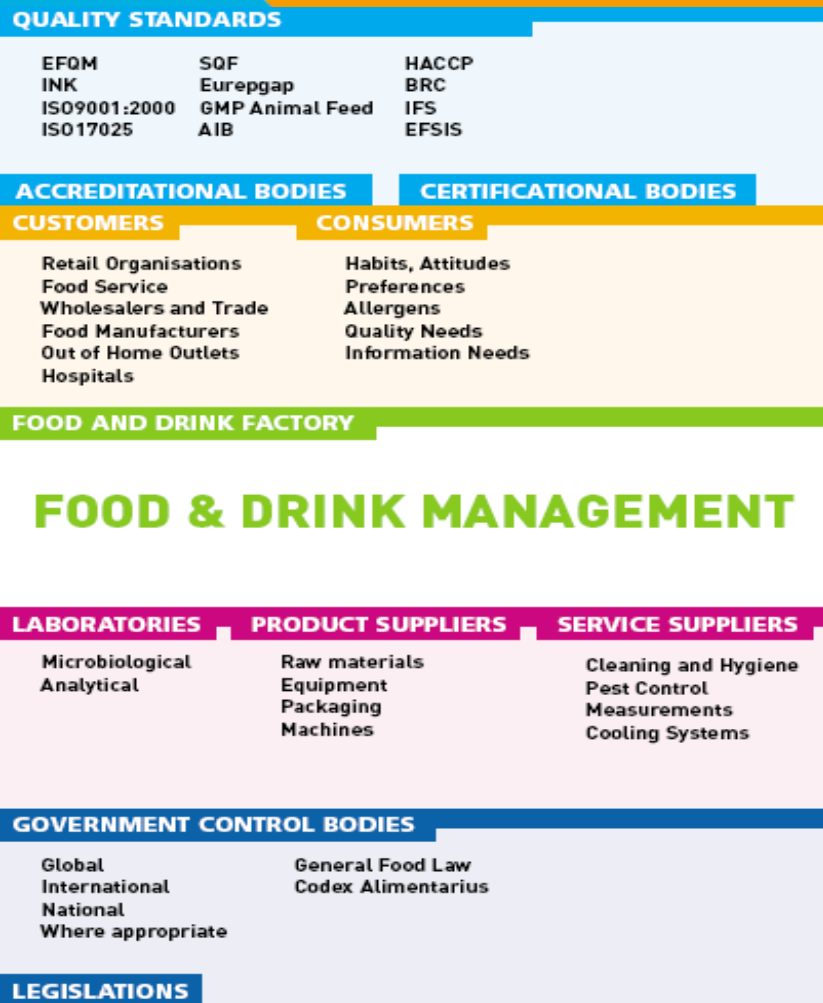 QUALITY STANDARDS
EFQM SQF HACCP
INK Eurepgap BRC
ISO9001:2000 GMP Animal Feed IFS
ISO17025 AIB EFSIS
ACCREDITATIONAL BODIES CERTIFICATIONAL BODIES
CUSTOMERS CONSUMERS
Retail Organisations Habits, Attitudes
Food Service Preferences
Wholesalers and Trade Allergens
Food Manufacturers Quality Needs
Out of Home Outlets Information Needs
Hospitals
FOOD AND DRINK FACTORY
FOOD & DRINK MANAGEMENT
LABORATORIES PRODUCT SUPPLIERS SERVICE SUPPLIERS
Microbiological Raw materials Cleaning and Hygiene
Analytical Equipment Pest Control
Packaging Measurements
Machines Cooling Systems
GOVERNMENT CONTROL BODIES
Global General Food Law
International Codex Alimentarius
National
Where appropriate
LEGISLATIONS